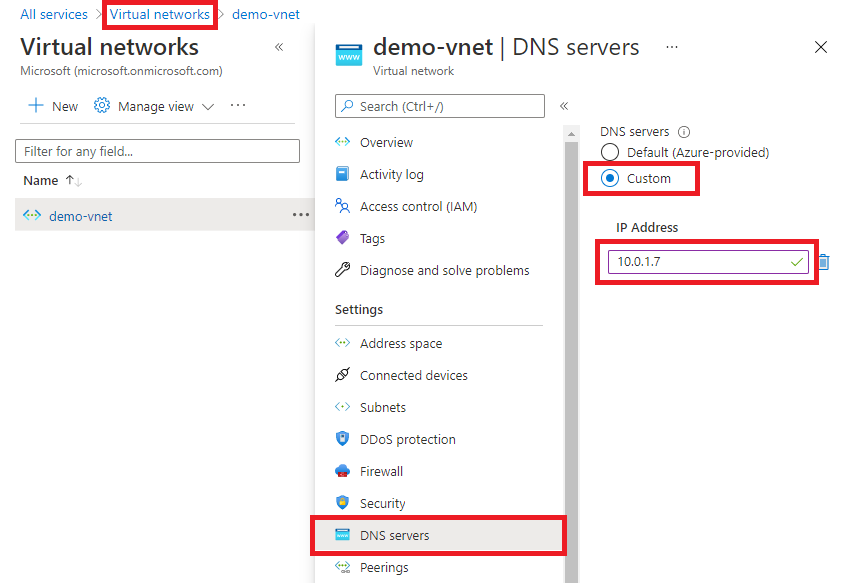 All services > Virtual networks > demo-vnet
Virtual networks
«
Microsoft (microsoft.onmicrosoft.com)
+ New Manage view ...
Filter for any field...
Name ↑↓
demo-vnet ...
www
demo-vnet | DNS servers ...
Virtual network
Search (Ctrl+/)
«
Overview
Activity log
Access control (IAM)
Tags
Diagnose and solve problems
Settings
Address space
Connected devices
Subnets
DDoS protection
Firewall
Security
DNS servers
Peerings
DNS servers
Default (Azure-provided)
Custom
IP Address
10.0.1.7